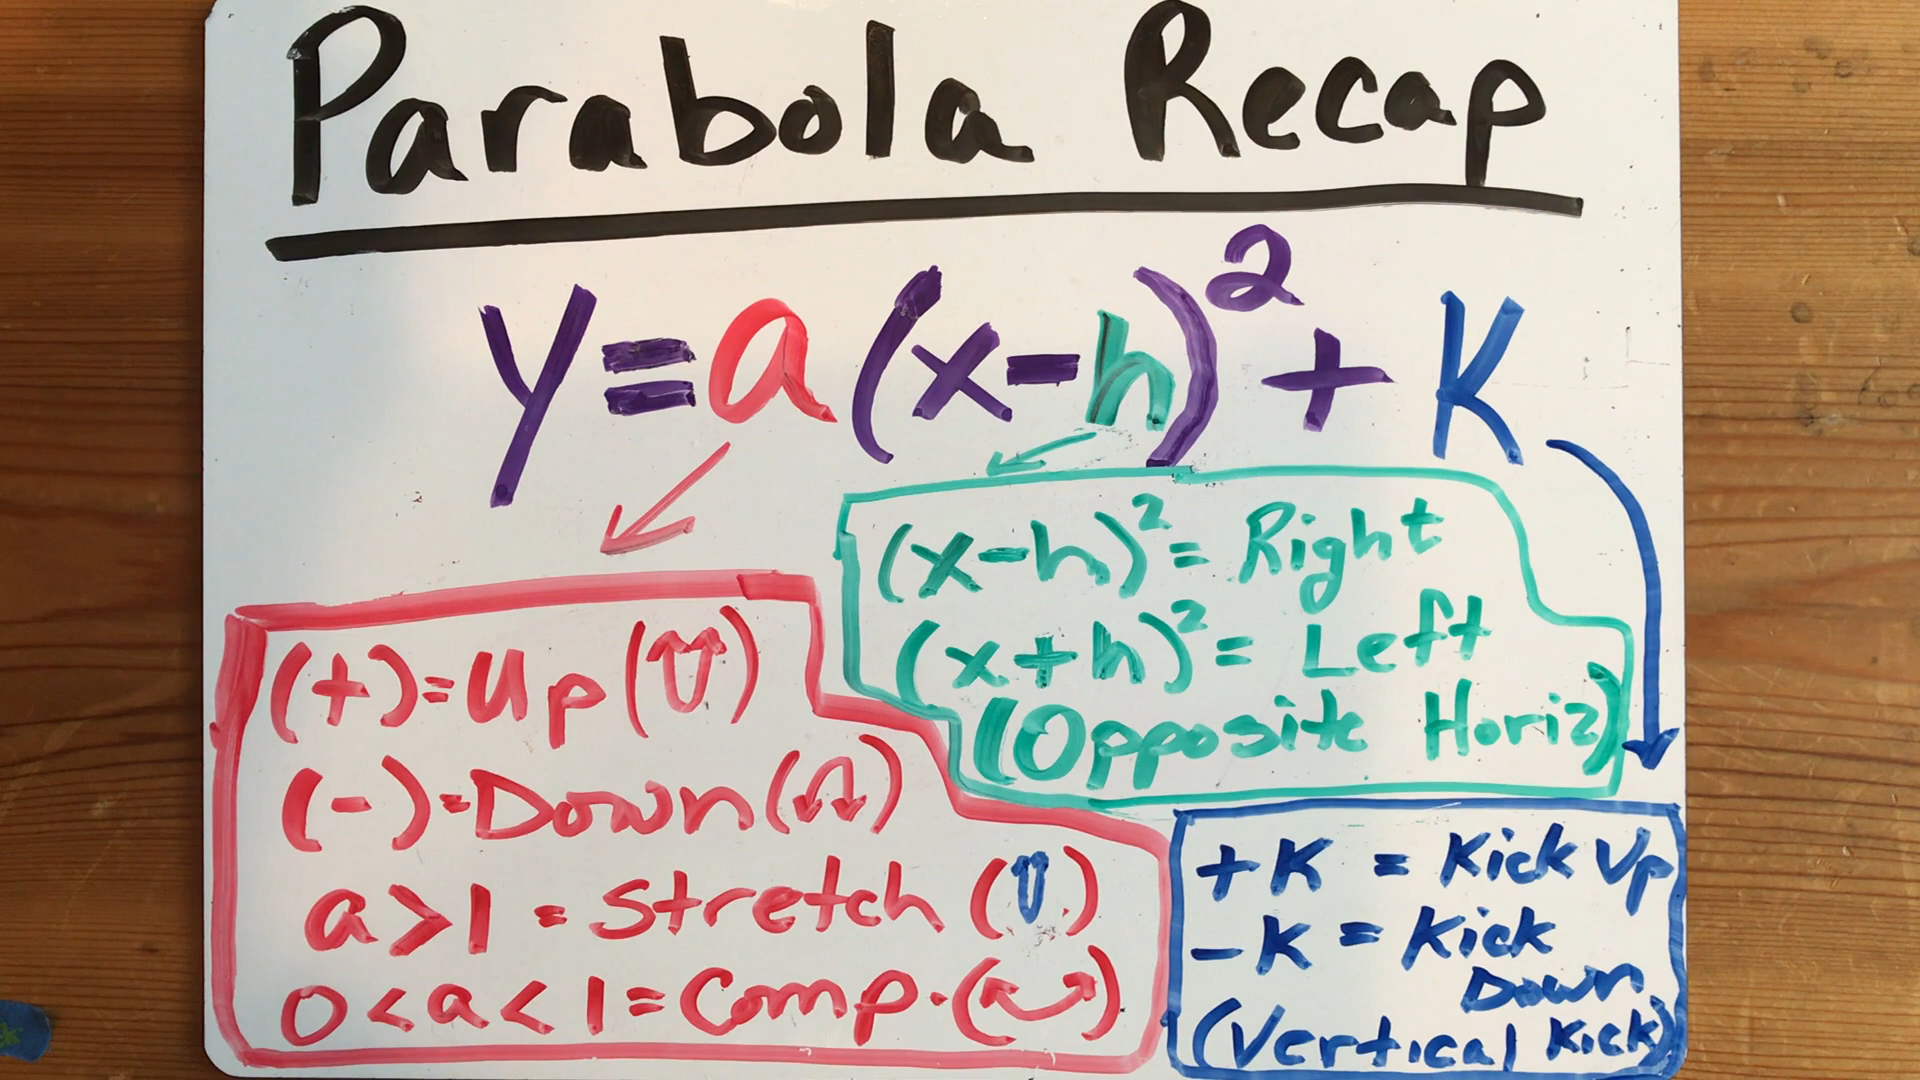 Parabola Recap
y=a(x-h)²+K
(x-h)²= Right
(x+h)²= Left
(Opposite Horiz)
(+)=Up(
)
(-)=Down(
)
a>1 = Stretch (
)
0<a<1=Comp.(
)
+K = Kick Up
-K = Kick
Down
(Vertical Kick)